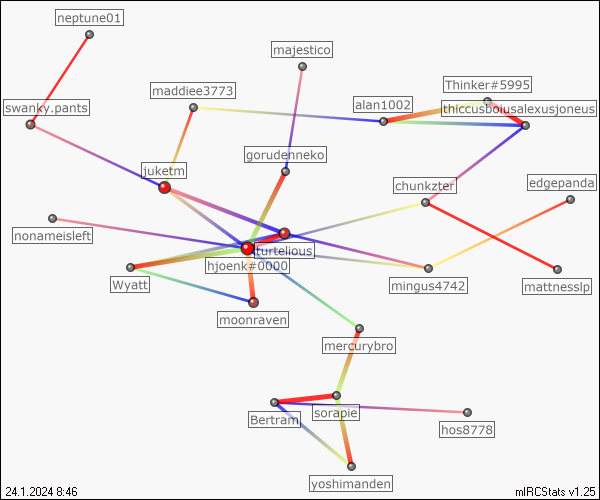 neptune01
majestico
maddiee3773
Thinker#5995
alan1002
swanky.pants
thiccusboiusalexusjoneus
gorudenneko
juketm
chunkzter
edgepanda
nonameisleft
turtelious
hjoenk#0000
Wyatt
mingus4742
mattnesslp
moonraven
mercurybro
Bertram
sorapie
hos8778
yoshimanden
24.1.2024 8:46
mIRCStats v1.25